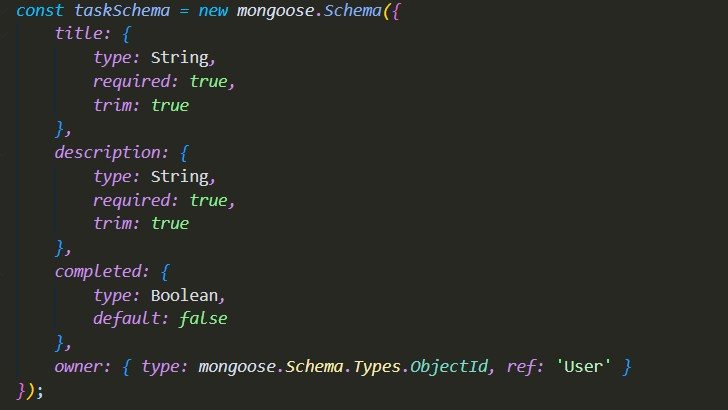 const taskSchema = new mongoose.Schema({
    title: {
        type: String,
        required: true,
        trim: true
    },
    description: {
        type: String,
        required: true,
        trim: true
    },
    completed: {
        type: Boolean,
        default: false
    },
    owner: { type: mongoose.Schema.Types.ObjectId, ref: 'User' }
});